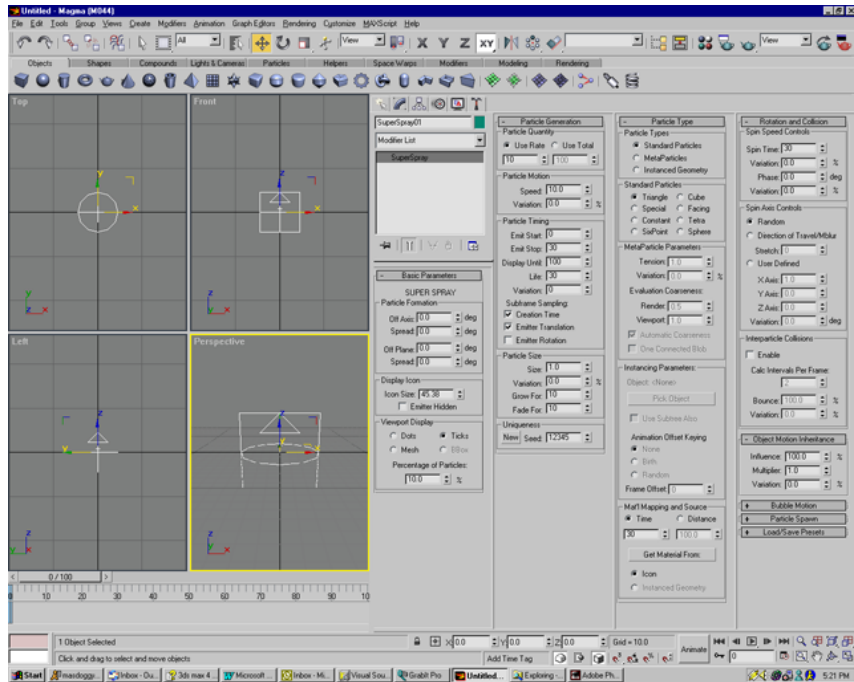 Untitled - Magma (M044)
File Edit Tools Group Views Create Modifiers Animation Graph Editors Rendering Customize MAXScript Help
All View X Y Z XY View
Objects Shapes Compounds Lights & Cameras Particles Helpers Space Warps Modifiers Modeling Rendering
Top
Front
Left
Perspective
SuperSpray01
Modifier List
SuperSpray
- Basic Parameters
SUPER SPRAY
Particle Formation
Off Axis: 0.0 deg
Spread: 0.0 deg
Off Plane: 0.0 deg
Spread: 0.0 deg
Display Icon
Icon Size: 45.38
Emitter Hidden
Viewport Display
Dots Ticks
Mesh BBox
Percentage of Particles:
10.0 %
- Particle Generation
Particle Quantity
Use Rate Use Total
10 100
Particle Motion
Speed: 10.0
Variation: 0.0 %
Particle Timing
Emit Start: 0
Emit Stop: 30
Display Until: 100
Life: 30
Variation: 0
Subframe Sampling:
Creation Time
Emitter Translation
Emitter Rotation
Particle Size
Size: 1.0
Variation: 0.0 %
Grow For: 10
Fade For: 10
Uniqueness
New Seed: 12345
- Particle Type
Particle Types
Standard Particles
MetaParticles
Instanced Geometry
Standard Particles
Triangle Cube
Special Facing
Constant Tetra
SixPoint Sphere
MetaParticle Parameters
Tension: 1.0
Variation: 0.0 %
Evaluation Coarseness:
Render: 0.5
Viewport: 1.0
Automatic Coarseness
One Connected Blob
Instancing Parameters:
Object: <None>
Pick Object
Use Subtree Also
Animation Offset Keying
None
Birth
Random
Frame Offset: 0
Mat'l Mapping and Source
Time Distance
30 100.0
Get Material From:
Icon
Instanced Geometry
- Rotation and Collision
Spin Speed Controls
Spin Time: 30
Variation: 0.0 %
Phase: 0.0 deg
Variation: 0.0 %
Spin Axis Controls
Random
Direction of Travel/Mblur
Stretch: 0
User Defined
X Axis: 1.0
Y Axis: 0.0
Z Axis: 0.0
Variation: 0.0 deg
Interparticle Collisions
Enable
Calc Intervals Per Frame:
2
Bounce: 100.0 %
Variation: 0.0 %
- Object Motion Inheritance
Influence: 100.0 %
Multiplier: 1.0
Variation: 0.0 %
+ Bubble Motion
+ Particle Spawn
+ Load/Save Presets
0 / 100
0 10 20 30 40 50 60 70 80 90 10
1 Object Selected X: 0.0 Y: 0.0 Z: 0.0 Grid = 10.0 Animate
Click and drag to select and move objects Add Time Tag 0
Start maxdoggy... Inbox - Ou... 3ds max 4... Microsoft ... Inbox - Mi... Visual Sou... GrabIt Pro Untitled... Exploring -... Adobe Ph... 5:21 PM